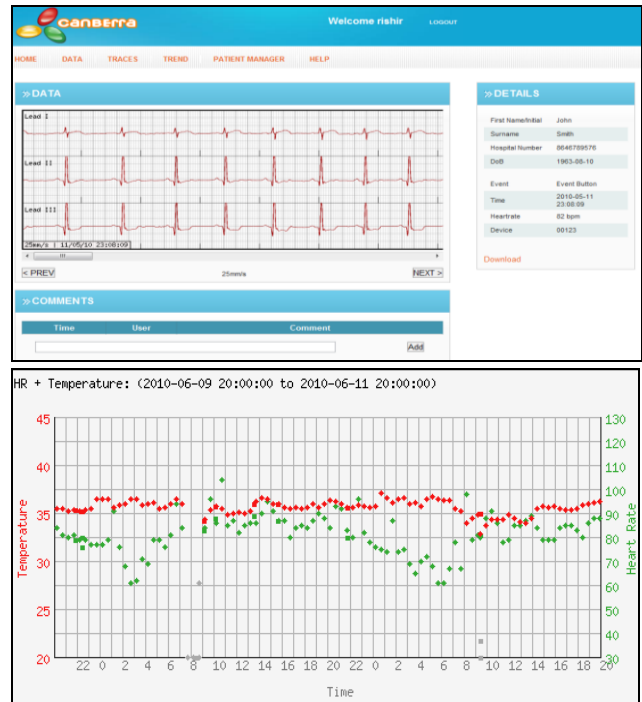 canberra Welcome rishir LOGOUT
HOME DATA TRACES TREND PATIENT MANAGER HELP
»DATA
Lead I
Lead II
Lead III
25mm/s | 11/05/10 23:08:09
< PREV 25mm/s NEXT >
»COMMENTS
Time User Comment
Add
»DETAILS
First Name/Initial John
Surname Smith
Hospital Number 8646789576
DoB 1963-08-10
Event Event Button
Time 2010-05-11
23:08:09
Heartrate 82 bpm
Device 00123
Download
HR + Temperature: (2010-06-09 20:00:00 to 2010-06-11 20:00:00)
45 130
120
40 110
100
35 90
80
30 70
60
25 50
40
20 30
Temperature
Heart Rate
22 0 2 4 6 8 10 12 14 16 18 20 22 0 2 4 6 8 10 12 14 16 18 20
Time